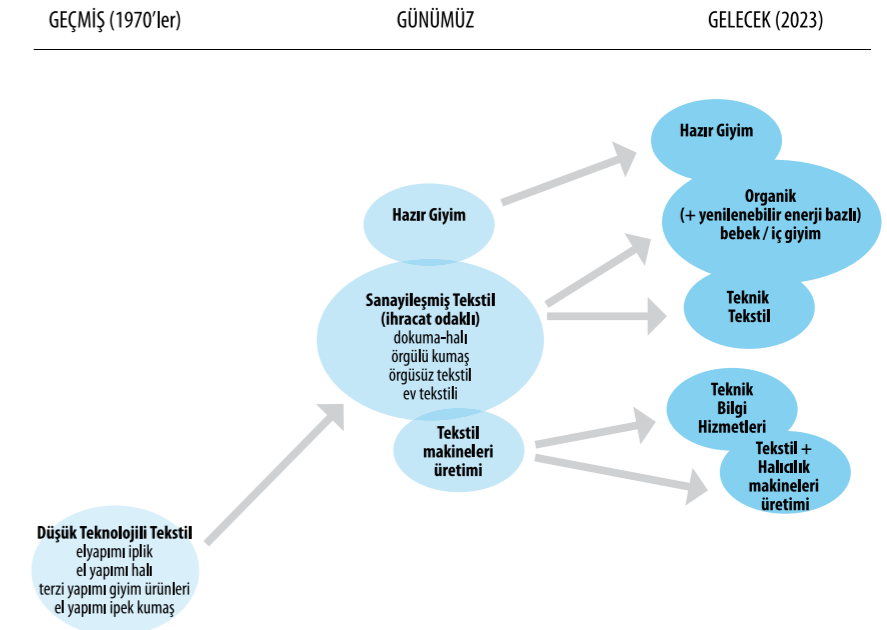 GEÇMİŞ (1970'ler)
GÜNÜMÜZ
GELECEK (2023)
Düşük Teknolojili Tekstil
elyapımı iplik
el yapımı halı
terzi yapımı giyim ürünleri
el yapımı ipek kumaş
Hazır Giyim
Sanayileşmiş Tekstil
(ihracat odaklı)
dokuma-halı
örgülü kumaş
örgüsüz tekstil
ev tekstili
Tekstil
makineleri
üretimi
Hazır Giyim
Organik
(+ yenilenebilir enerji bazlı)
bebek / iç giyim
Teknik
Tekstil
Teknik
Bilgi
Hizmetleri
Tekstil +
Halıcılık
makineleri
üretimi